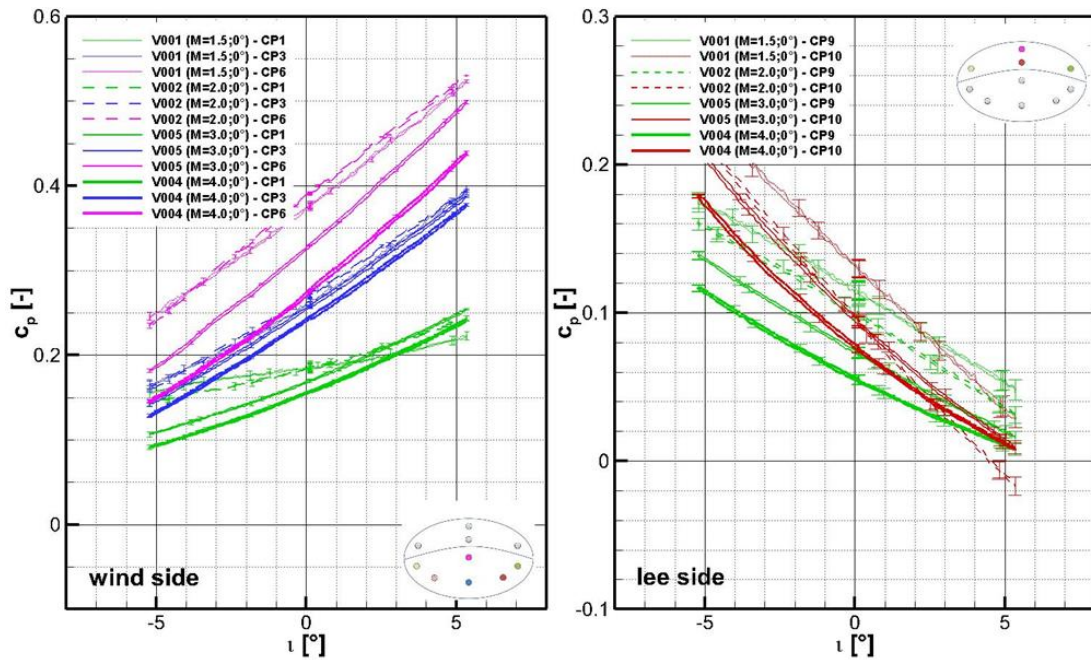 0.6
V001 (M=1.5;0°) - CP1
V001 (M=1.5;0°) - CP3
V001 (M=1.5;0°) - CP6
V002 (M=2.0;0°) - CP1
V002 (M=2.0;0°) - CP3
V002 (M=2.0;0°) - CP6
V005 (M=3.0;0°) - CP1
V005 (M=3.0;0°) - CP3
V005 (M=3.0;0°) - CP6
V004 (M=4.0;0°) - CP1
V004 (M=4.0;0°) - CP3
V004 (M=4.0;0°) - CP6
0.4
cp [-]
0.2
0
wind side
-5 0 5
ι [°]
0.3
V001 (M=1.5;0°) - CP9
V001 (M=1.5;0°) - CP10
V002 (M=2.0;0°) - CP9
V002 (M=2.0;0°) - CP10
V005 (M=3.0;0°) - CP9
V005 (M=3.0;0°) - CP10
V004 (M=4.0;0°) - CP9
V004 (M=4.0;0°) - CP10
0.2
cp [-]
0.1
0
lee side
-0.1
-5 0 5
ι [°]